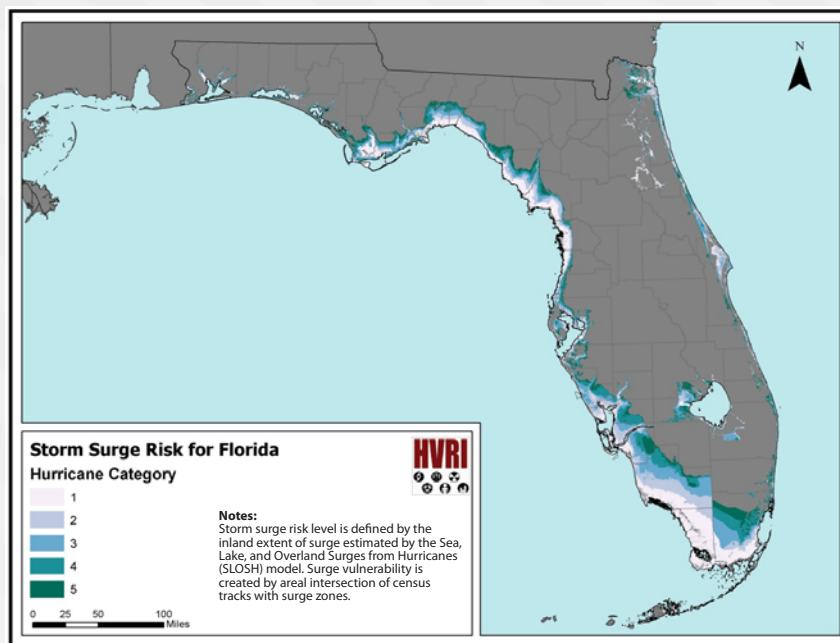 N
Storm Surge Risk for Florida
HVRI
Hurricane Category
1
2
3
4
5
Notes:
Storm surge risk level is defined by the
inland extent of surge estimated by the Sea,
Lake, and Overland Surges from Hurricanes
(SLOSH) model. Surge vulnerability is
created by areal intersection of census
tracks with surge zones.
0 25 50 100
Miles